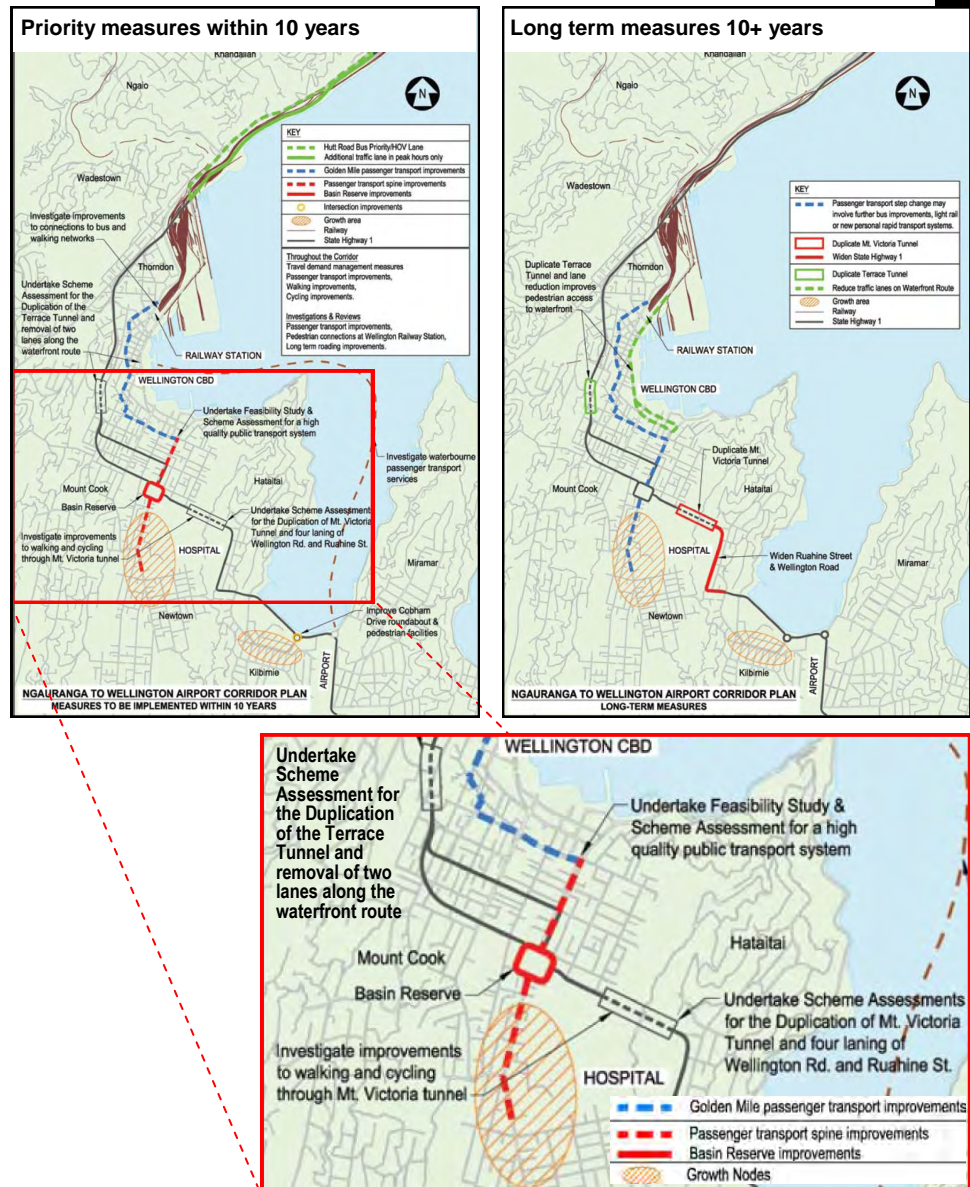 Priority measures within 10 years
Khandallah
Ngaio
N
KEY
Hutt Road Bus Priority/HOV Lane
Additional traffic lane in peak hours only
Golden Mile passenger transport improvements
Passenger transport spine improvements
Basin Reserve improvements
Intersection improvements
Growth area
Railway
State Highway 1
Throughout the Corridor
Travel demand management measures
Passenger transport improvements,
Walking improvements,
Cycling improvements.
Investigations & Reviews
Passenger transport improvements,
Pedestrian connections at Wellington Railway Station,
Long term roading improvements.
Wadestown
Investigate improvements
to connections to bus and
walking networks
Thorndon
Undertake Scheme
Assessment for the
Duplication of the
Terrace Tunnel and
removal of two
lanes along the
waterfront route
RAILWAY STATION
WELLINGTON CBD
Undertake Feasibility Study &
Scheme Assessment for a high
quality public transport system
Investigate waterbourne
passenger transport
services
Hataitai
Mount Cook
Basin Reserve
Undertake Scheme Assessment
for the Duplication of Mt. Victoria
Tunnel and four laning of
Wellington Rd. and Ruahine St.
Investigate improvements
to walking and cycling
through Mt. Victoria tunnel
HOSPITAL
Miramar
Newtown
Improve Cobham
Drive roundabout &
pedestrian facilities
Kilbirnie
AIRPORT
NGAURANGA TO WELLINGTON AIRPORT CORRIDOR PLAN
MEASURES TO BE IMPLEMENTED WITHIN 10 YEARS
Long term measures 10+ years
Khandallah
Ngaio
N
KEY
Passenger transport step change may
involve further bus improvements, light rail
or new personal rapid transport systems.
Duplicate Mt. Victoria Tunnel
Widen State Highway 1
Duplicate Terrace Tunnel
Reduce traffic lanes on Waterfront Route
Growth area
Railway
State Highway 1
Wadestown
Duplicate Terrace
Tunnel and lane
reduction improves
pedestrian access
to waterfront
Thorndon
RAILWAY STATION
WELLINGTON CBD
Duplicate Mt.
Victoria Tunnel
Mount Cook
Hataitai
HOSPITAL
Widen Ruahine Street
& Wellington Road
Miramar
Newtown
Kilbirnie
AIRPORT
NGAURANGA TO WELLINGTON AIRPORT CORRIDOR PLAN
LONG-TERM MEASURES
Undertake
Scheme
Assessment for
the Duplication
of the Terrace
Tunnel and
removal of two
lanes along the
waterfront route
WELLINGTON CBD
Undertake Feasibility Study &
Scheme Assessment for a high
quality public transport system
Mount Cook
Hataitai
Basin Reserve
Undertake Scheme Assessments
for the Duplication of Mt. Victoria
Tunnel and four laning of
Wellington Rd. and Ruahine St.
Investigate improvements
to walking and cycling
through Mt. Victoria tunnel
HOSPITAL
Golden Mile passenger transport improvements
Passenger transport spine improvements
Basin Reserve improvements
Growth Nodes